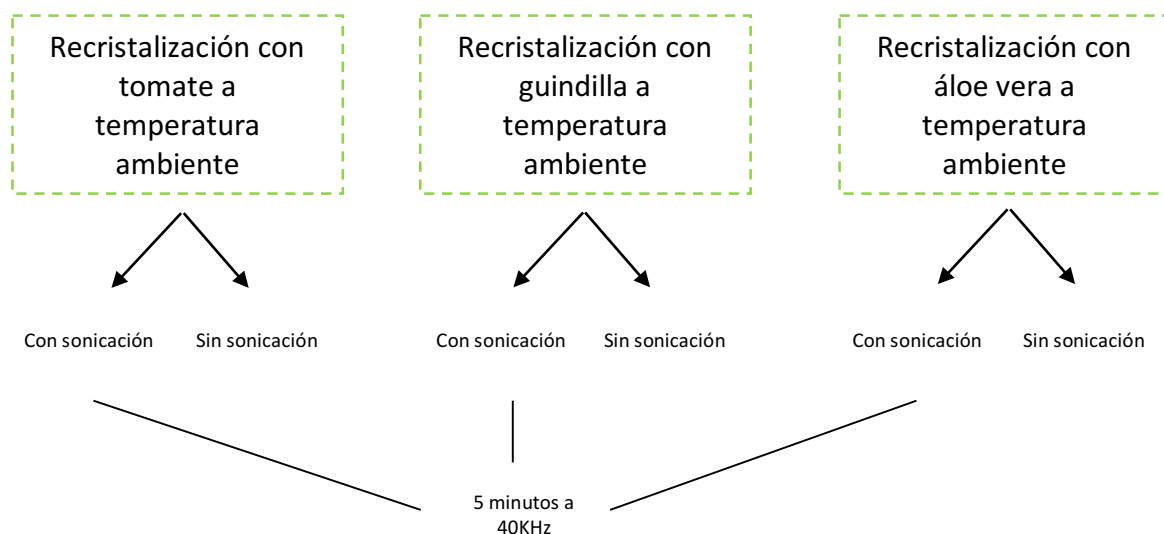 Recristalización con
tomate a
temperatura
ambiente
Recristalización con
guindilla a
temperatura
ambiente
Recristalización con
áloe vera a
temperatura
ambiente
Con sonicación
Sin sonicación
Con sonicación
Sin sonicación
Con sonicación
Sin sonicación
5 minutos a
40KHz